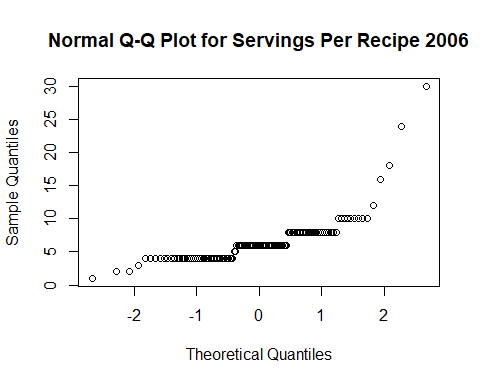 Normal Q-Q Plot for Servings Per Recipe 2006
Sample Quantiles
30
25
20
15
10
5
0
-2 -1 0 1 2
Theoretical Quantiles